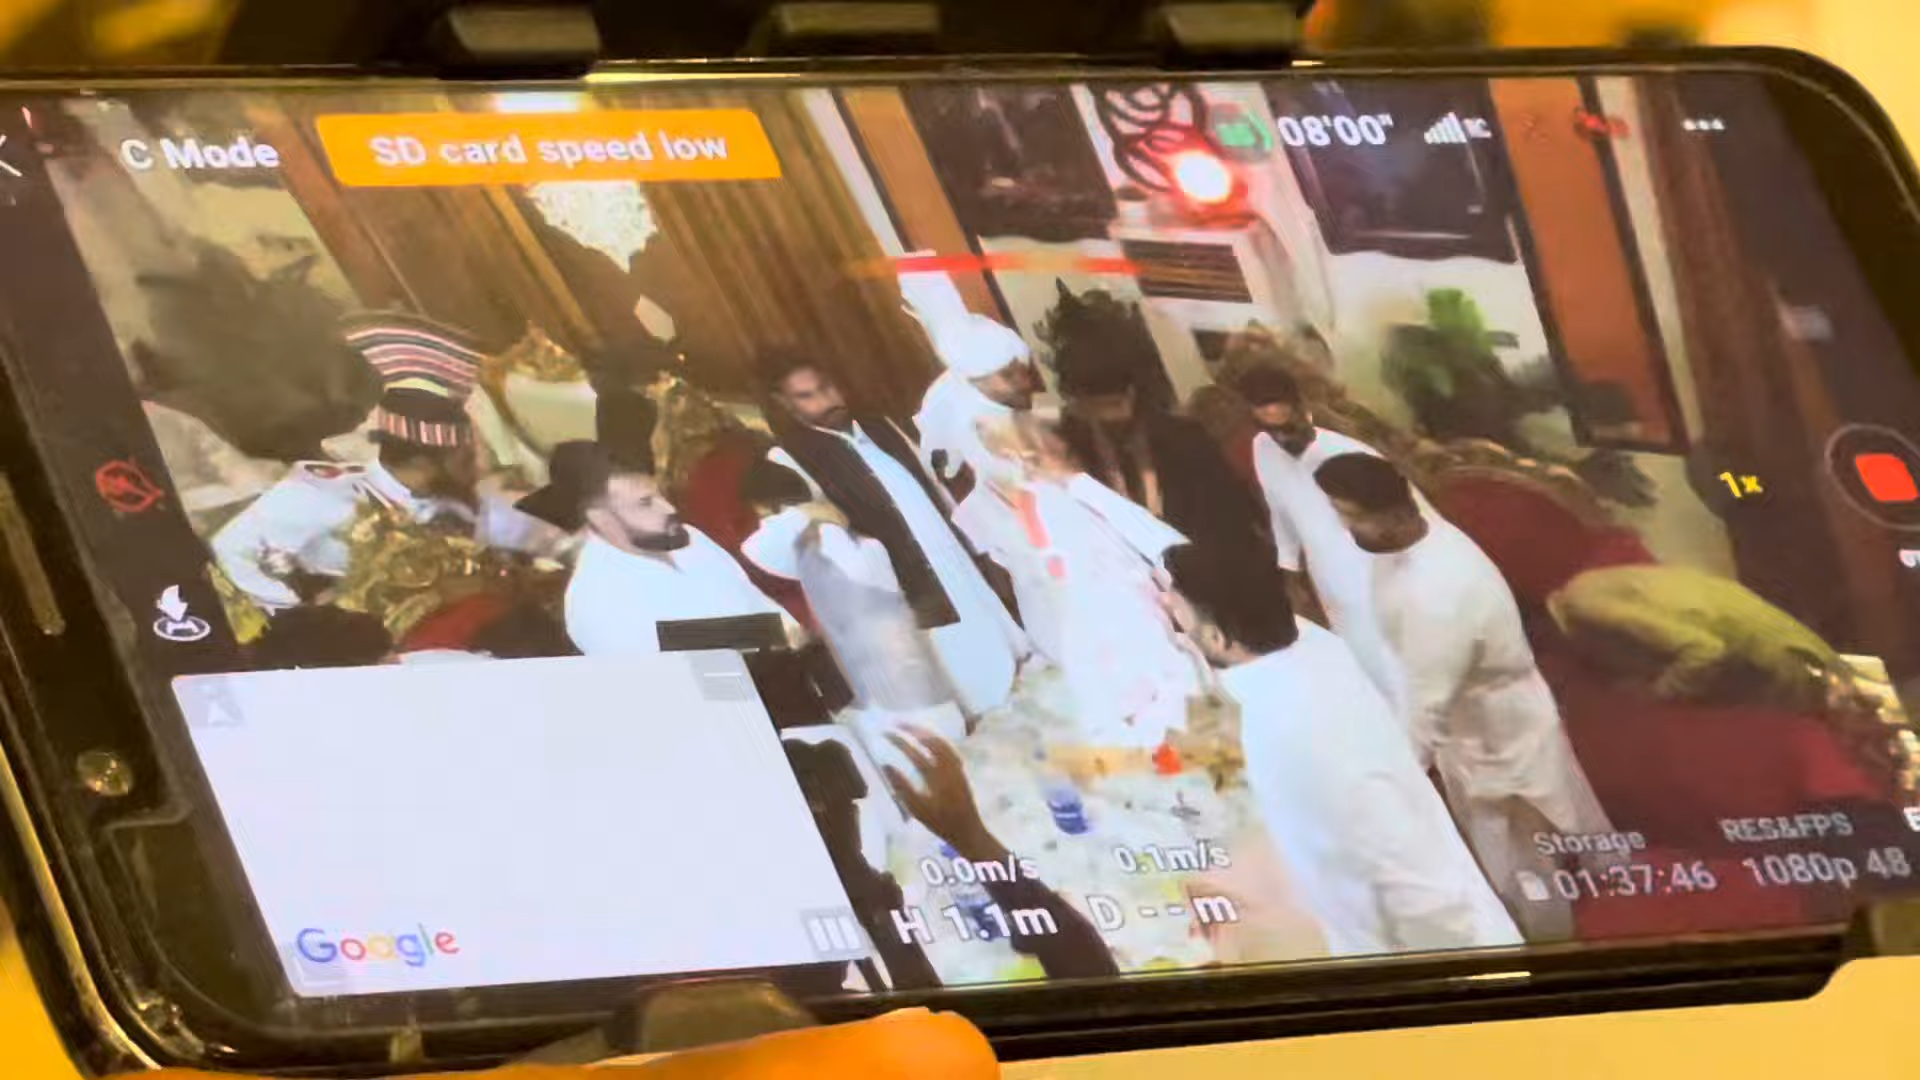 C Mode
SD card speed low
08'00"
RC
1x
0.0m/s
0.1m/s
H 1.1m
D --m
Google
Storage
RES&FPS
01:37:46
1080p 48